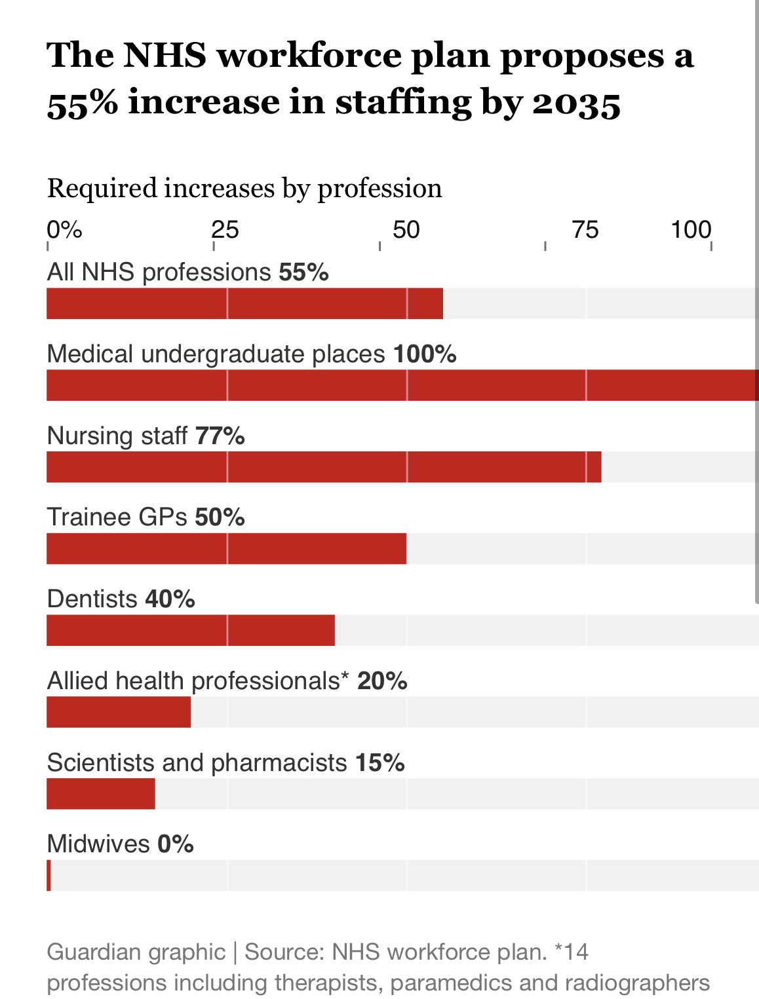 The NHS workforce plan proposes a
55% increase in staffing by 2035
Required increases by profession
0% 25 50 75 100
All NHS professions 55%
Medical undergraduate places 100%
Nursing staff 77%
Trainee GPs 50%
Dentists 40%
Allied health professionals* 20%
Scientists and pharmacists 15%
Midwives 0%
Guardian graphic | Source: NHS workforce plan. *14
professions including therapists, paramedics and radiographers